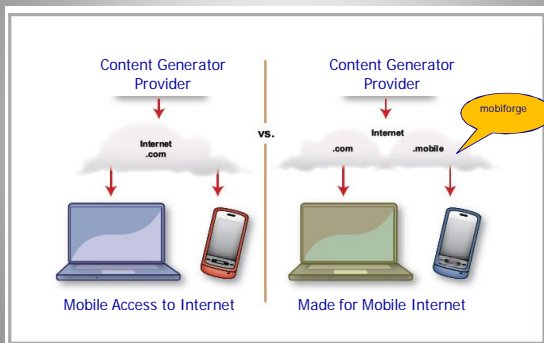 Content Generator
Provider
Internet
.com
Mobile Access to Internet
vs.
Content Generator
Provider
mobiforge
Internet
.com .mobile
Made for Mobile Internet